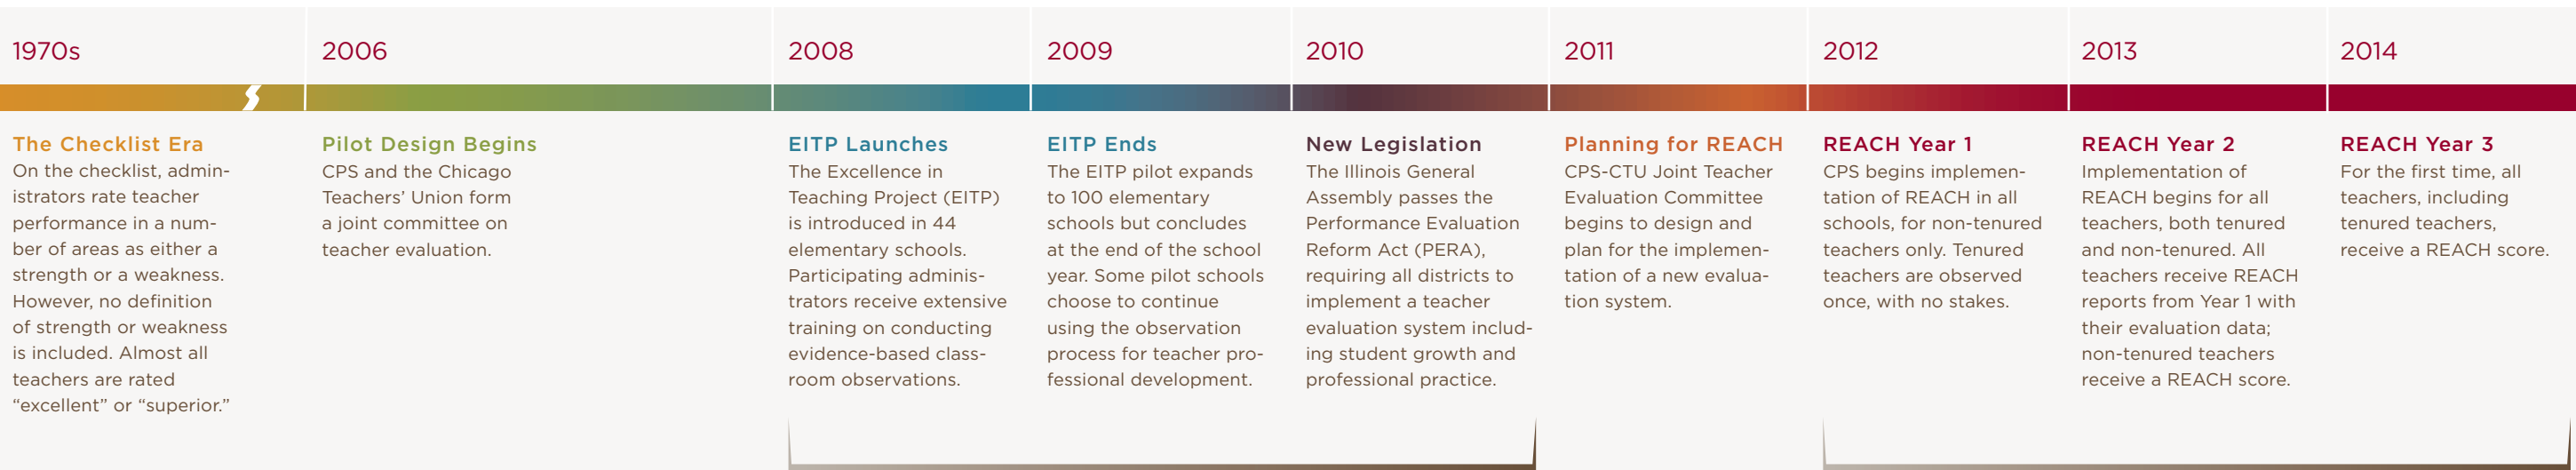 1970s
The Checklist Era
On the checklist, admin-
istrators rate teacher
performance in a num-
ber of areas as either a
strength or a weakness.
However, no definition
of strength or weakness
is included. Almost all
teachers are rated
“excellent” or “superior.”
2006
Pilot Design Begins
CPS and the Chicago
Teachers’ Union form
a joint committee on
teacher evaluation.
2008
EITP Launches
The Excellence in
Teaching Project (EITP)
is introduced in 44
elementary schools.
Participating adminis-
trators receive extensive
training on conducting
evidence-based class-
room observations.
2009
EITP Ends
The EITP pilot expands
to 100 elementary
schools but concludes
at the end of the school
year. Some pilot schools
choose to continue
using the observation
process for teacher pro-
fessional development.
2010
New Legislation
The Illinois General
Assembly passes the
Performance Evaluation
Reform Act (PERA),
requiring all districts to
implement a teacher
evaluation system includ-
ing student growth and
professional practice.
2011
Planning for REACH
CPS-CTU Joint Teacher
Evaluation Committee
begins to design and
plan for the implemen-
tation of a new evalua-
tion system.
2012
REACH Year 1
CPS begins implemen-
tation of REACH in all
schools, for non-tenured
teachers only. Tenured
teachers are observed
once, with no stakes.
2013
REACH Year 2
Implementation of
REACH begins for all
teachers, both tenured
and non-tenured. All
teachers receive REACH
reports from Year 1 with
their evaluation data;
non-tenured teachers
receive a REACH score.
2014
REACH Year 3
For the first time, all
teachers, including
tenured teachers,
receive a REACH score.